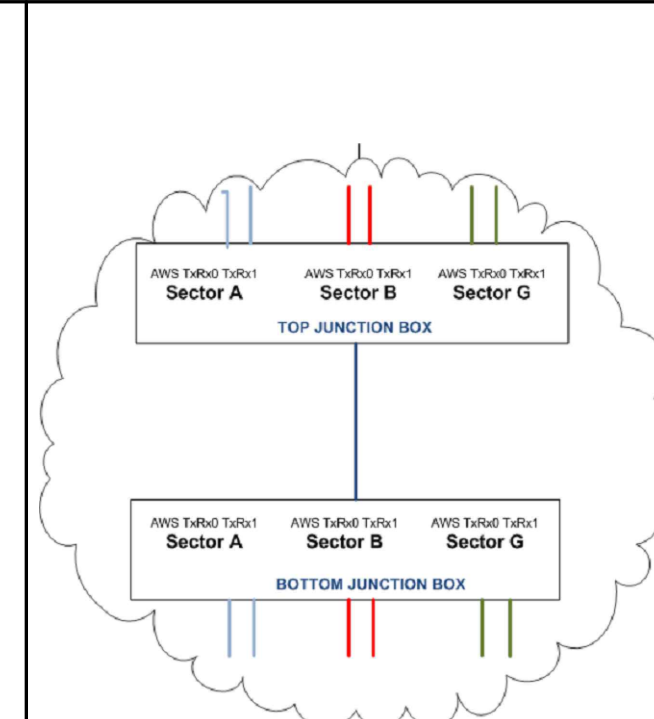 AWS TxRx0 TxRx1 AWS TxRx0 TxRx1 AWS TxRx0 TxRx1
Sector A Sector B Sector G
TOP JUNCTION BOX
AWS TxRx0 TxRx1 AWS TxRx0 TxRx1 AWS TxRx0 TxRx1
Sector A Sector B Sector G
BOTTOM JUNCTION BOX